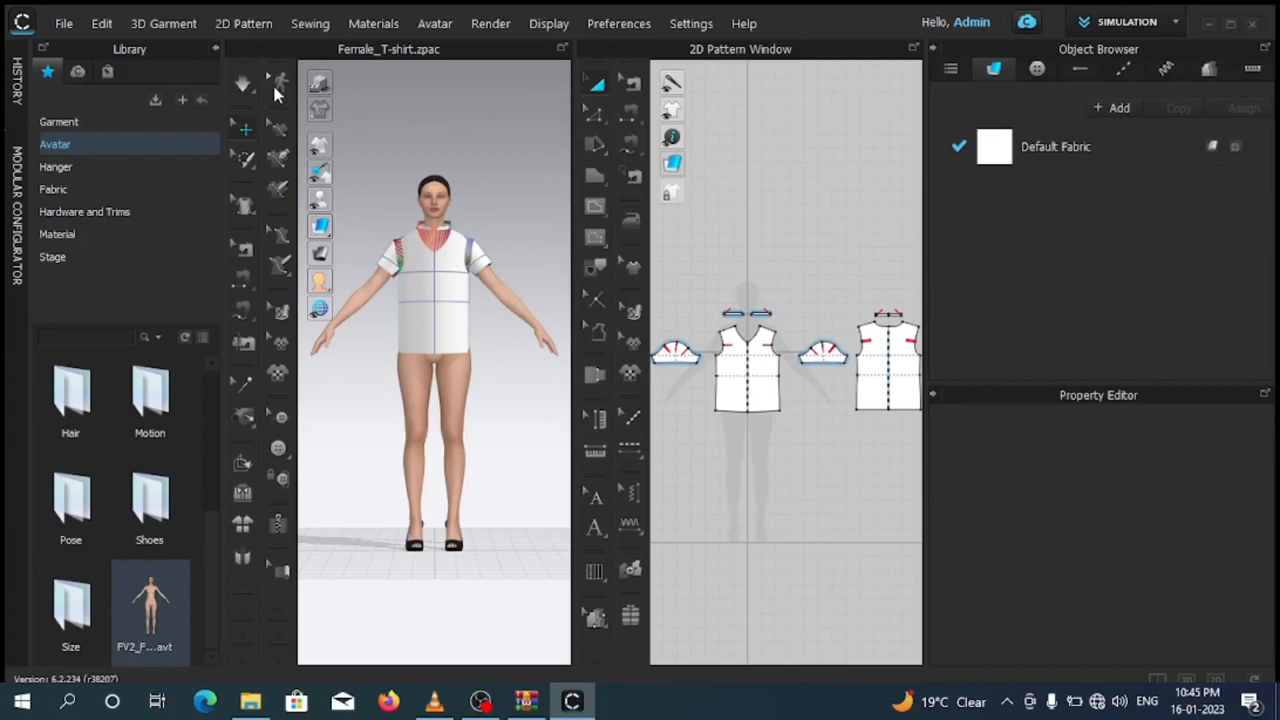 File Edit 3D Garment 2D Pattern Sewing Materials Avatar Render Display Preferences Settings Help
Hello, Admin
SIMULATION
HISTORY
MODULAR CONFIGURATOR
Library
Garment
Avatar
Hanger
Fabric
Hardware and Trims
Material
Stage
Hair
Motion
Pose
Shoes
Size
FV2_F...avt
Female_T-shirt.zpac
2D Pattern Window
A
A
Object Browser
+ Add
Copy
Assign
Default Fabric
Property Editor
Version: 6.2.234 (r38207)
3D
2D
19°C Clear
ENG
10:45 PM
16-01-2023
2